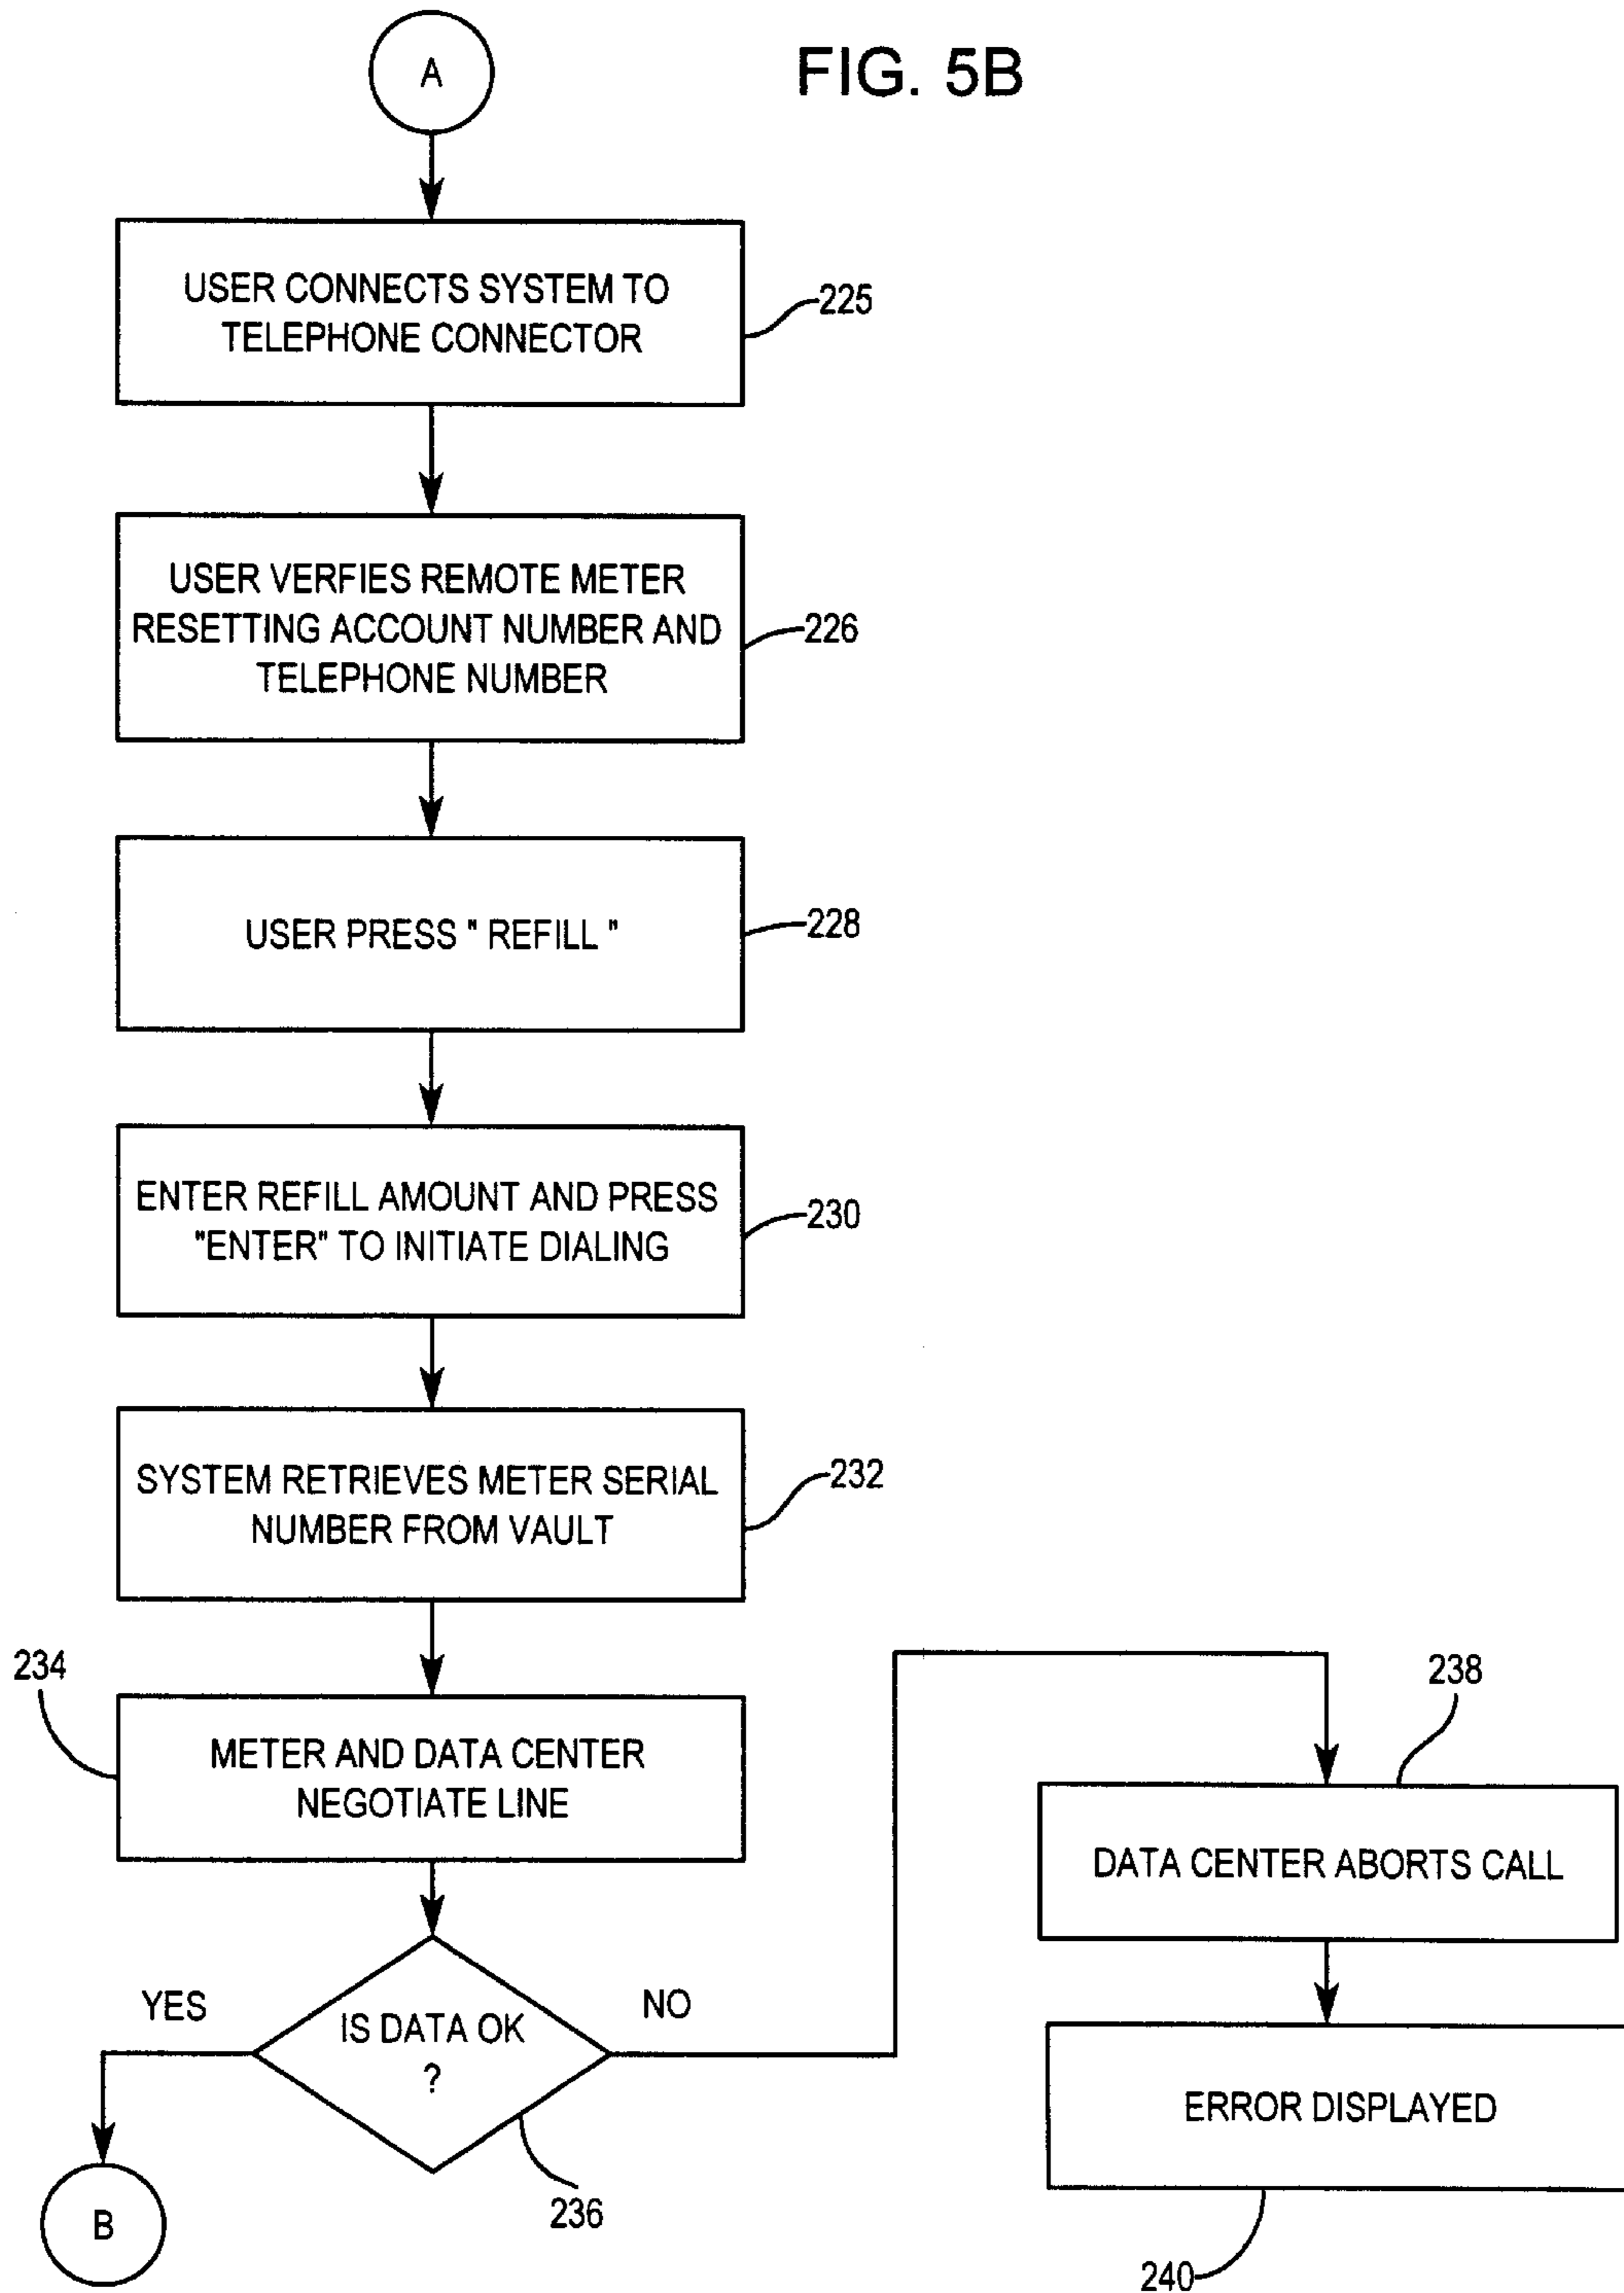 FIG. 5B
A
USER CONNECTS SYSTEM TO
TELEPHONE CONNECTOR
225
USER VERFIES REMOTE METER
RESETTING ACCOUNT NUMBER AND
TELEPHONE NUMBER
226
USER PRESS " REFILL "
228
ENTER REFILL AMOUNT AND PRESS
"ENTER" TO INITIATE DIALING
230
SYSTEM RETRIEVES METER SERIAL
NUMBER FROM VAULT
232
234
METER AND DATA CENTER
NEGOTIATE LINE
238
DATA CENTER ABORTS CALL
YES
IS DATA OK
?
NO
236
ERROR DISPLAYED
240
B